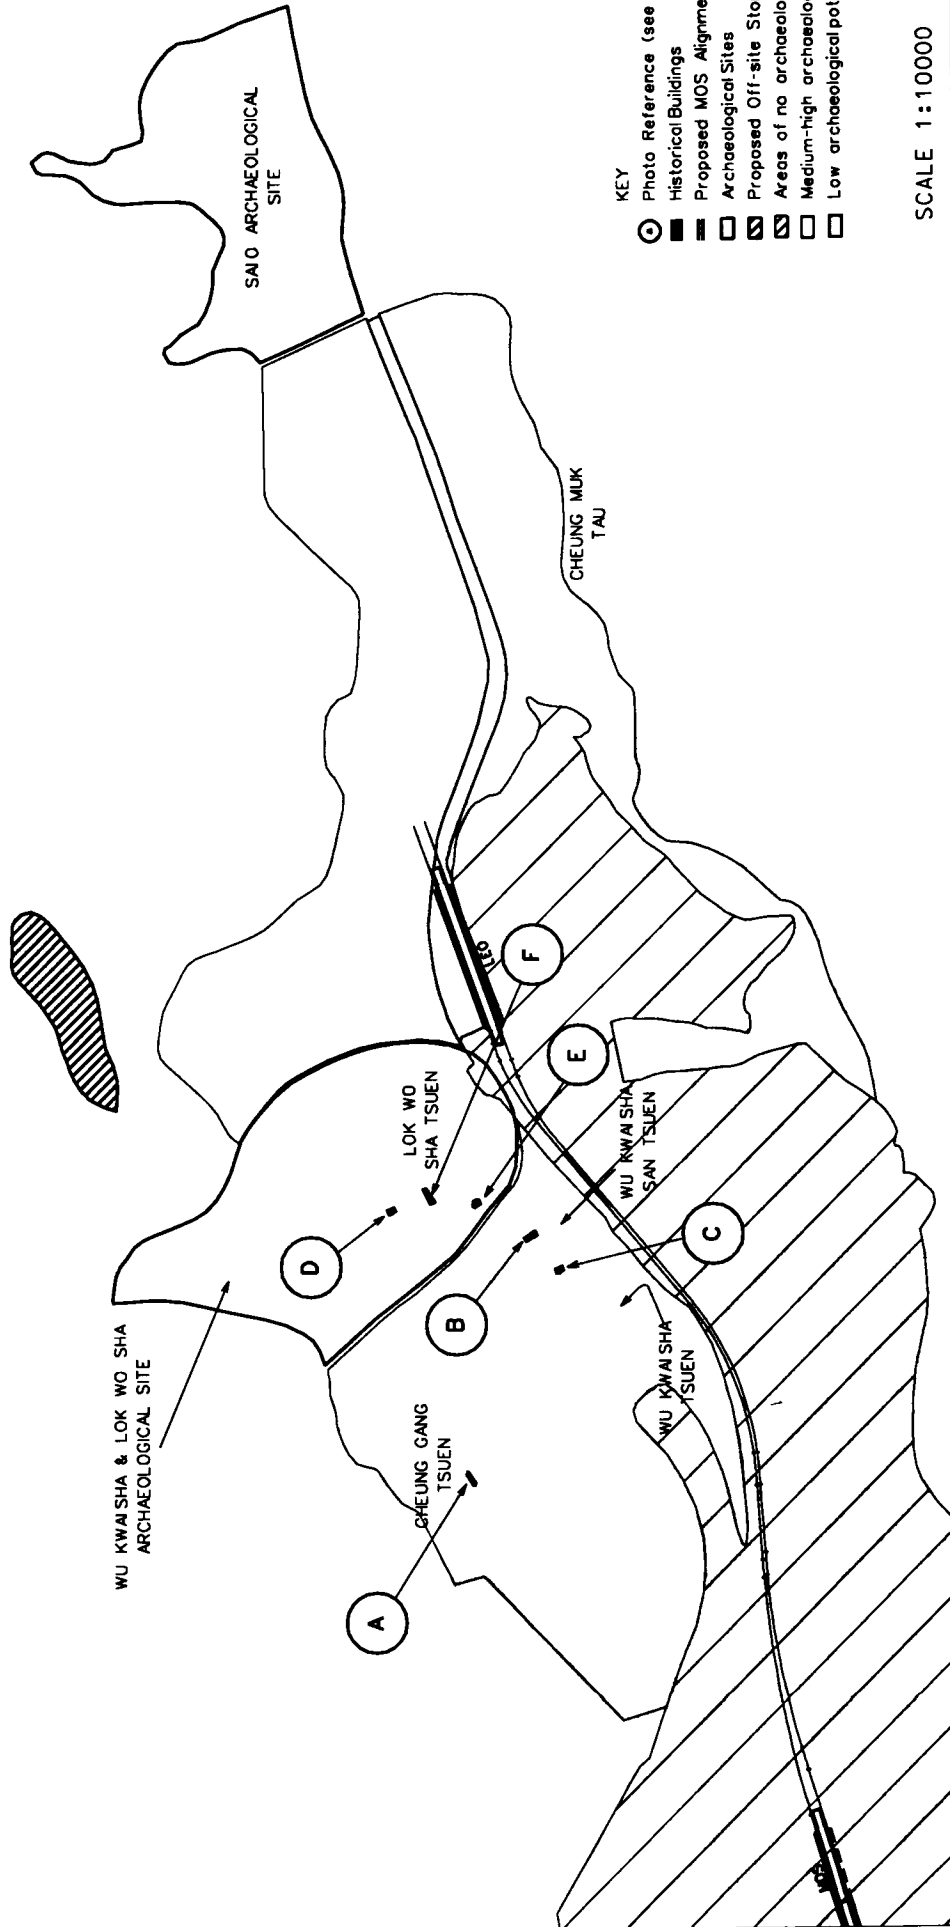 SAI O ARCHAEOLOGICAL
SITE
CHEUNG MUK
TAU
LOK WO
SHA TSUEN
WU KWAI SHA
SAN TSUEN
WU KWAI SHA
TSUEN
WU KWAI SHA & LOK WO SHA
ARCHAEOLOGICAL SITE
CHEUNG GANG
TSUEN
A
B
C
D
E
F
LEO
KEY
Photo Reference (see
Historical Buildings
Proposed MOS Alignme
Archaeological Sites
Proposed Off-site Sto
Areas of no archaeolo
Medium-high archaeolog
Low archaeological pot
SCALE 1:10000